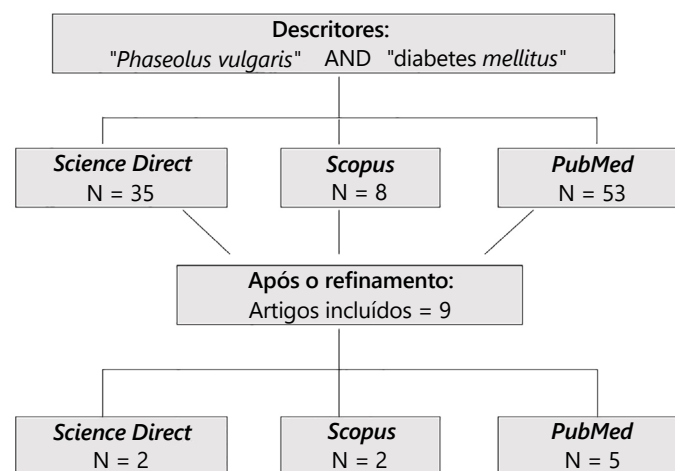 Descritores:
"Phaseolus vulgaris" AND "diabetes mellitus"
Science Direct
N = 35
Scopus
N = 8
PubMed
N = 53
Após o refinamento:
Artigos incluídos = 9
Science Direct
N = 2
Scopus
N = 2
PubMed
N = 5